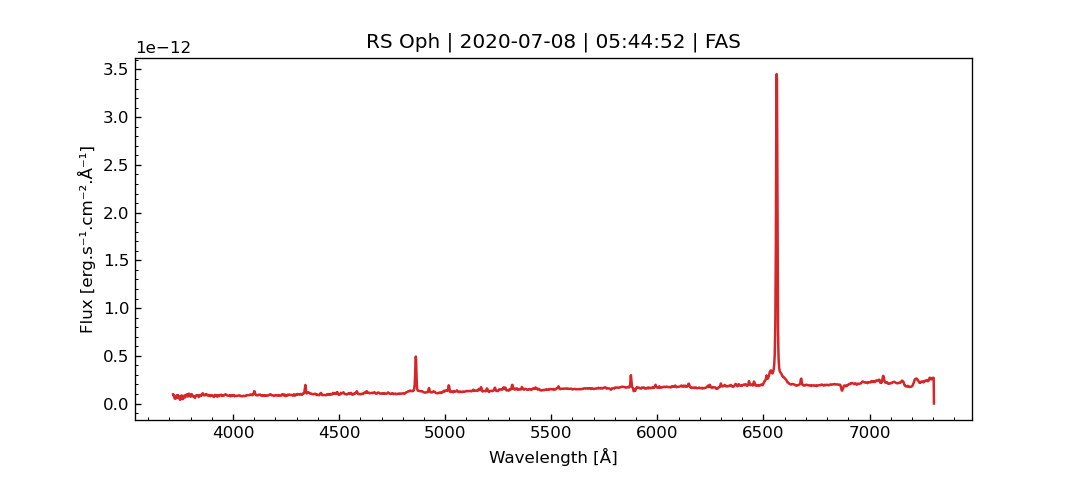 RS Oph | 2020-07-08 | 05:44:52 | FAS
1e−12
3.5
3.0
2.5
2.0
1.5
1.0
0.5
0.0
Flux [erg.s⁻¹.cm⁻².Å⁻¹]
4000 4500 5000 5500 6000 6500 7000
Wavelength [Å]